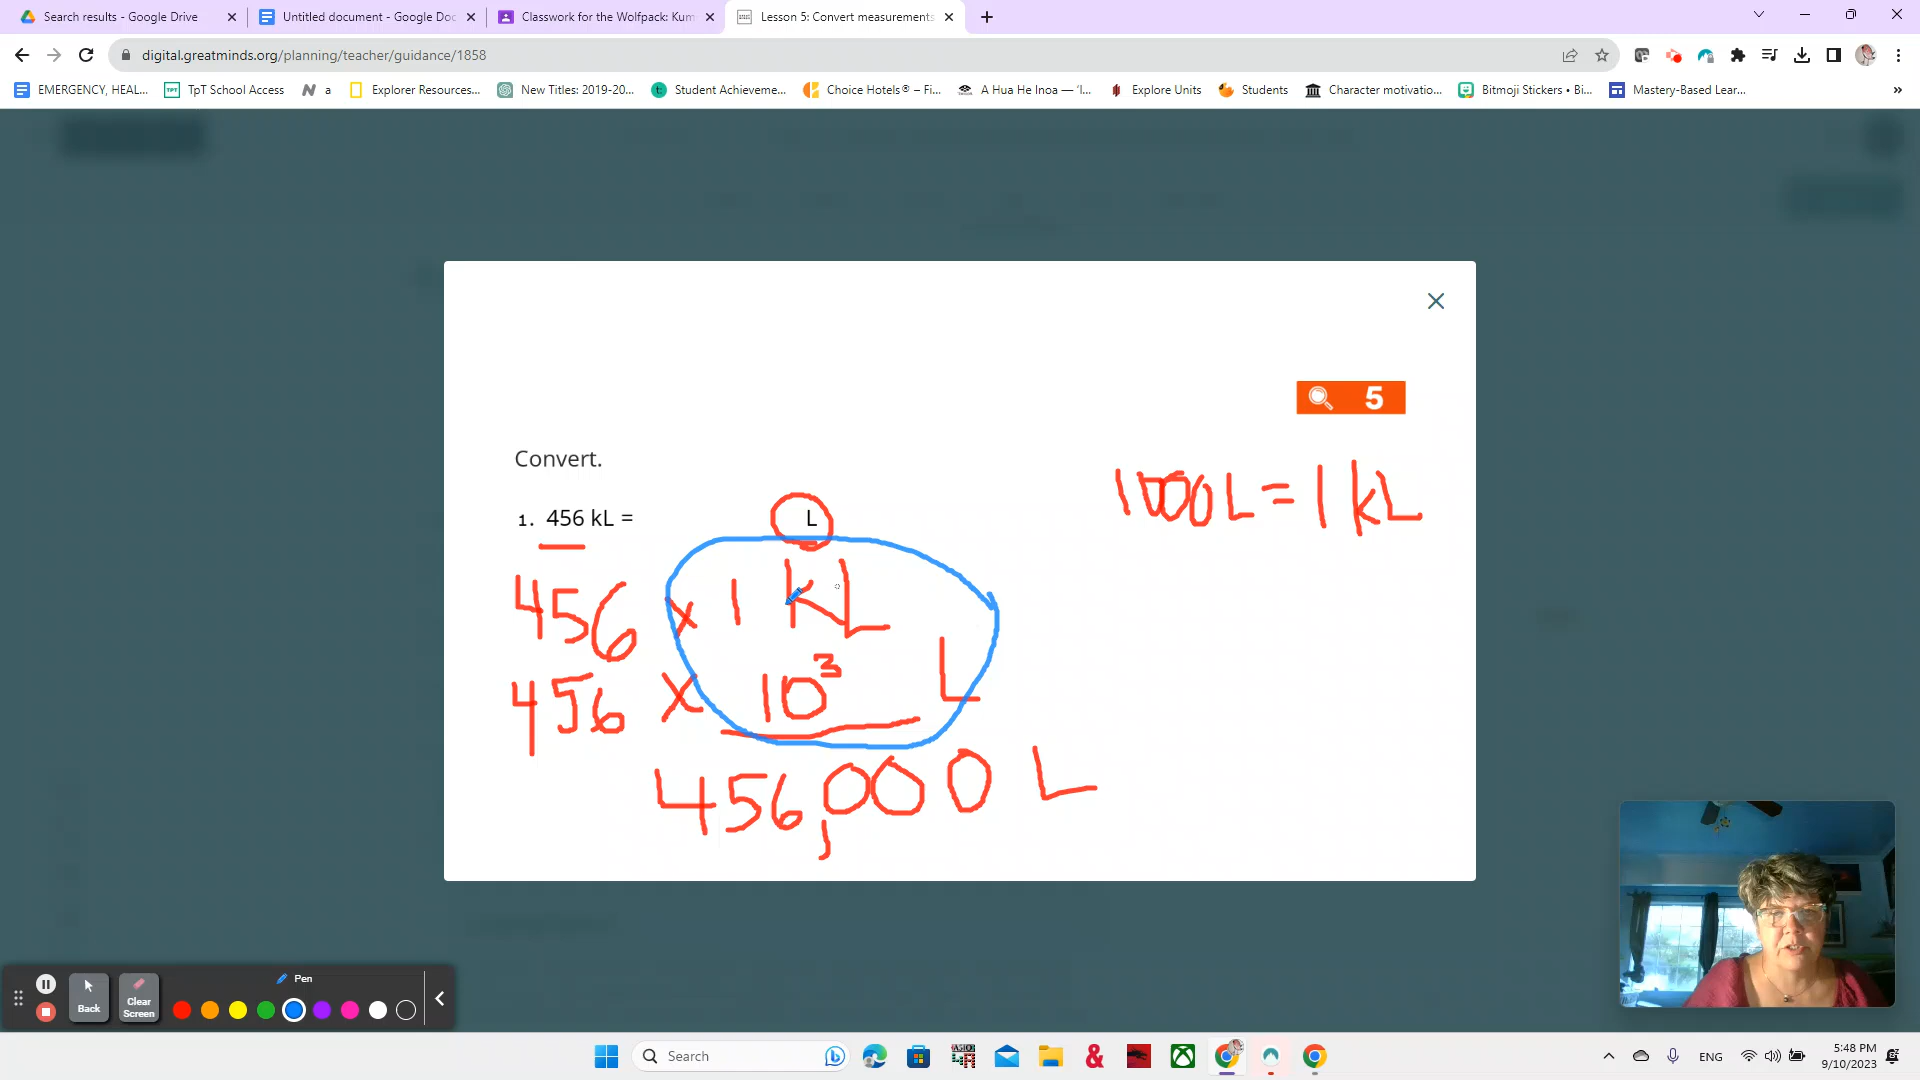 Search results - Google Drive
Untitled document - Google Doc
Classwork for the Wolfpack: Kum
Lesson 5: Convert measurements
digital.greatminds.org/planning/teacher/guidance/1858
EMERGENCY, HEAL... TpT School Access a Explorer Resources... New Titles: 2019-20... Student Achieveme... Choice Hotels® – Fi... A Hua He Inoa — 'I... Explore Units Students Character motivatio... Bitmoji Stickers • Bi... Mastery-Based Lear... »
5
Convert.
1000L = 1 kL
1. 456 kL = L
456 x 1 kL
456 x 10³ L
456,000 L
Pen
Back
Clear Screen
Search
ENG
5:48 PM
9/10/2023